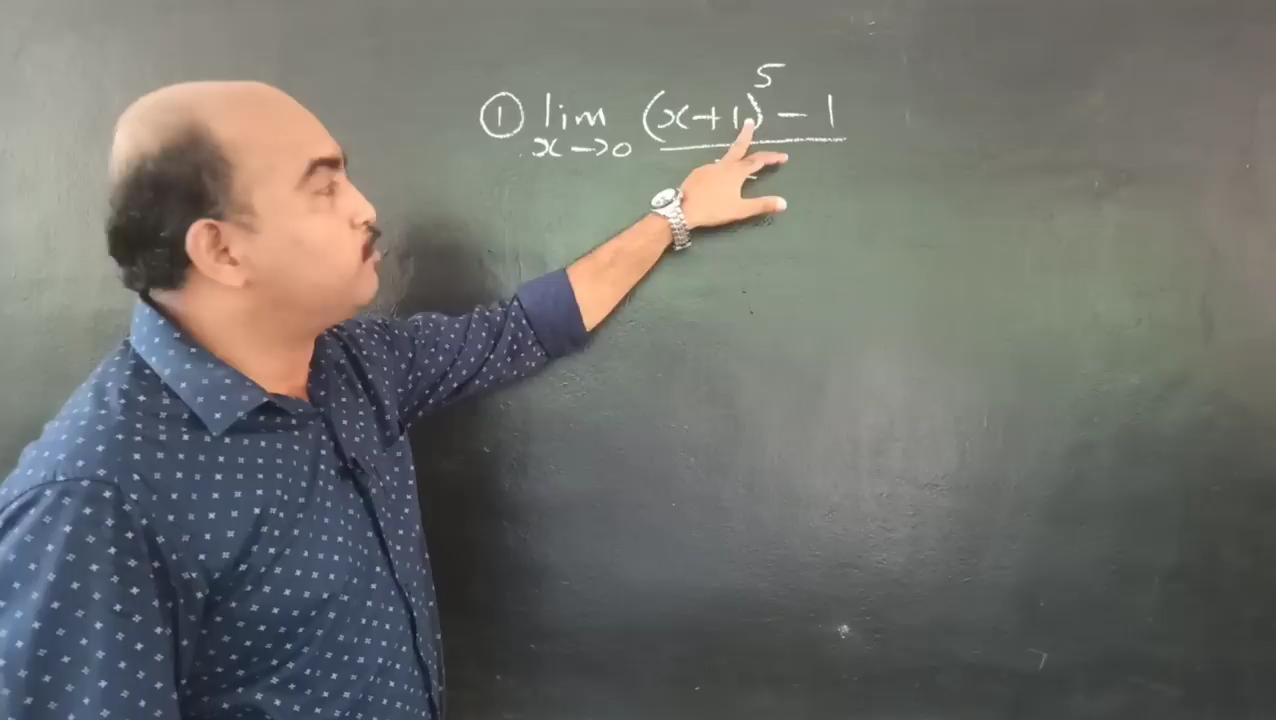 ① lim (x+1)^5 - 1
x→0